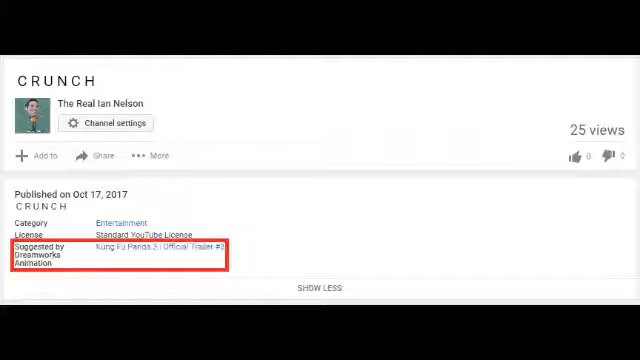 C R U N C H
The Real Ian Nelson
Channel settings
25 views
Add to Share More 0 0
Published on Oct 17, 2017
C R U N C H
Category Entertainment
License Standard YouTube License
Suggested by Kung Fu Panda 3 | Official Trailer #3
Dreamworks
Animation
SHOW LESS